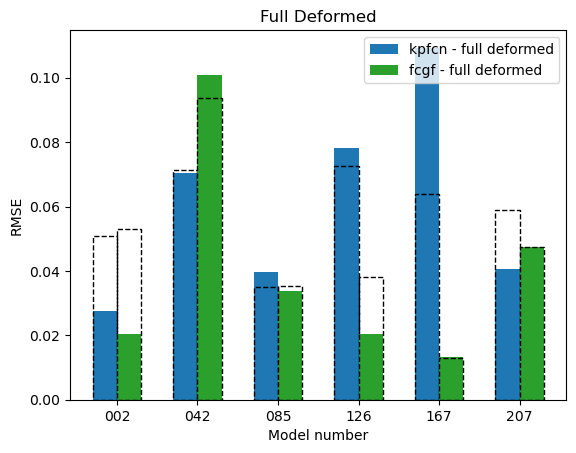 Full Deformed
kpfcn - full deformed
fcgf - full deformed
RMSE
0.10
0.08
0.06
0.04
0.02
0.00
002 042 085 126 167 207
Model number